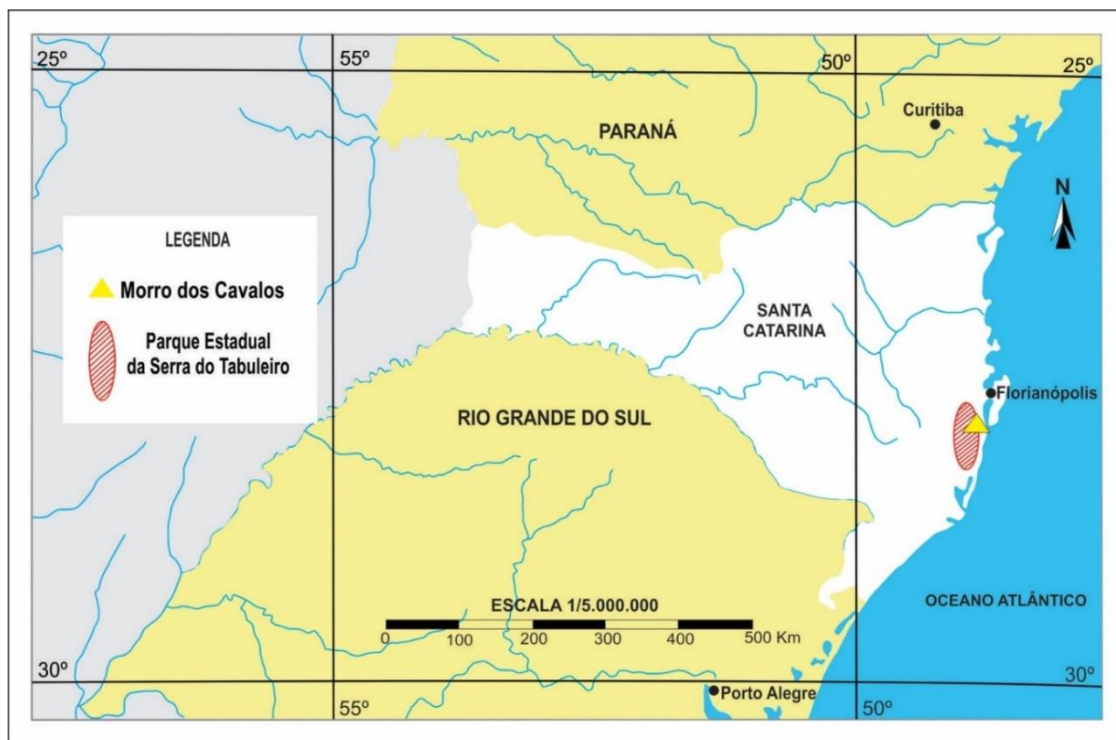 25º
55º
50º
25º
Curitiba
PARANÁ
N
LEGENDA
Morro dos Cavalos
Parque Estadual
da Serra do Tabuleiro
SANTA
CATARINA
Florianópolis
RIO GRANDE DO SUL
ESCALA 1/5.000.000
0 100 200 300 400 500 Km
OCEANO ATLÂNTICO
30º
30º
Porto Alegre
55º
50º